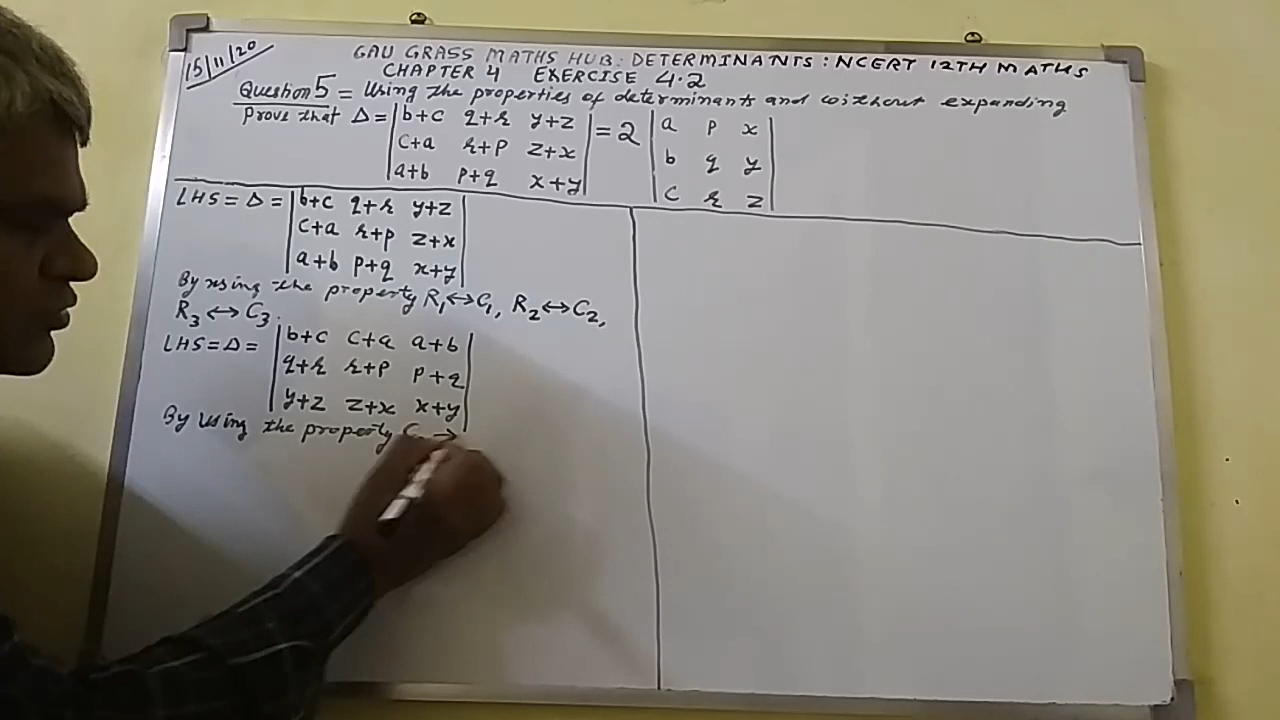 15/11/20
GAU GRASS MATHS HUB: DETERMINANTS: NCERT 12TH MATHS
CHAPTER 4 EXERCISE 4.2
Question 5 = Using the properties of determinants and without expanding
Prove that Δ = | b+c q+r y+z | = 2 | a p x |
| c+a r+p z+x | | b q y |
| a+b p+q x+y | | c r z |
LHS = Δ = | b+c q+r y+z |
| c+a r+p z+x |
| a+b p+q x+y |
By using the property R₁ ↔ C₁, R₂ ↔ C₂,
R₃ ↔ C₃.
LHS = Δ = | b+c c+a a+b |
| q+r r+p p+q |
| y+z z+x x+y |
By using the property C →